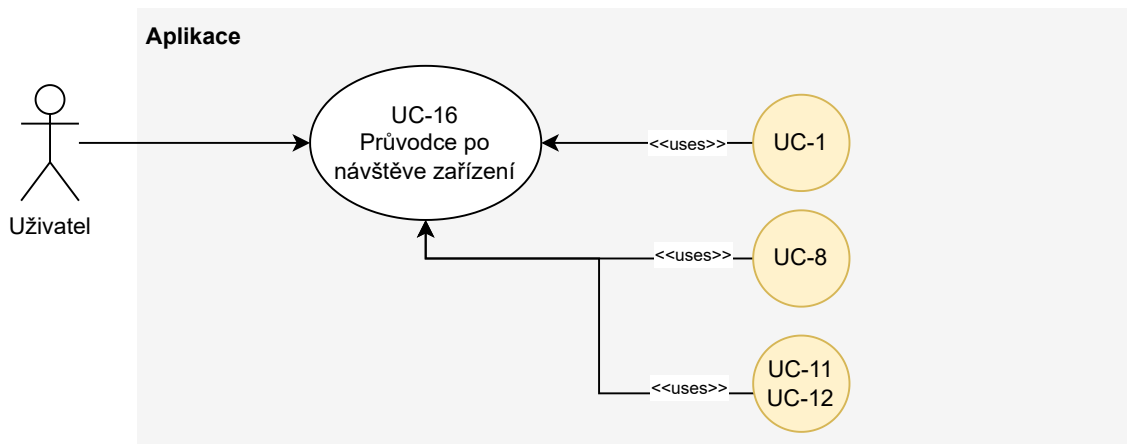 Aplikace
UC-16
Průvodce po
návštěve zařízení
Uživatel
<<uses>>
UC-1
<<uses>>
UC-8
<<uses>>
UC-11
UC-12